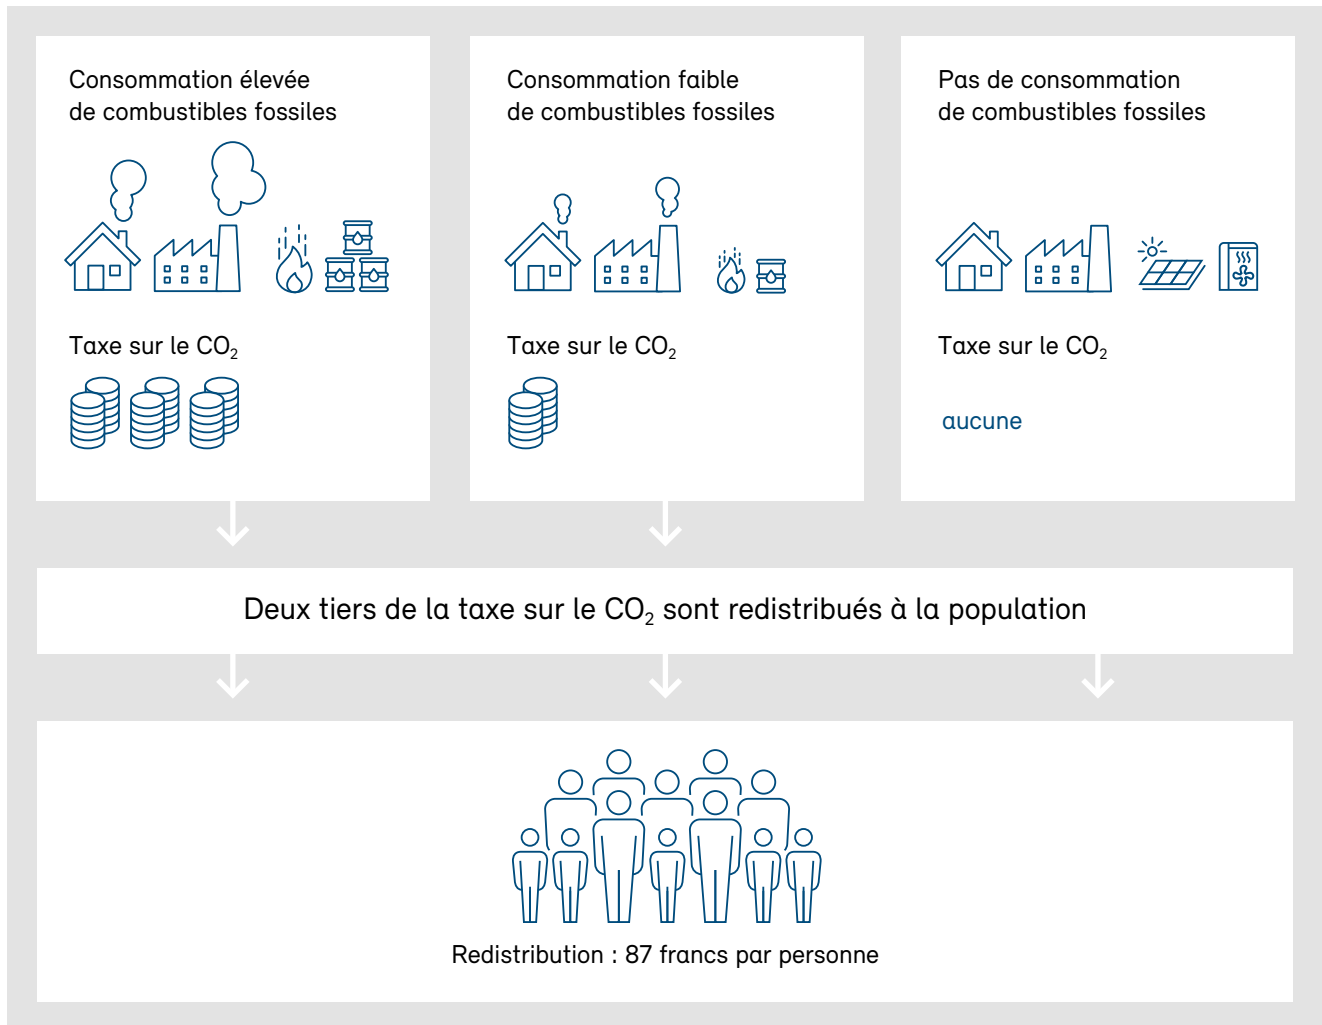 Consommation élevée
de combustibles fossiles
Taxe sur le CO₂
Consommation faible
de combustibles fossiles
Taxe sur le CO₂
Pas de consommation
de combustibles fossiles
Taxe sur le CO₂
aucune
Deux tiers de la taxe sur le CO₂ sont redistribués à la population
Redistribution : 87 francs par personne